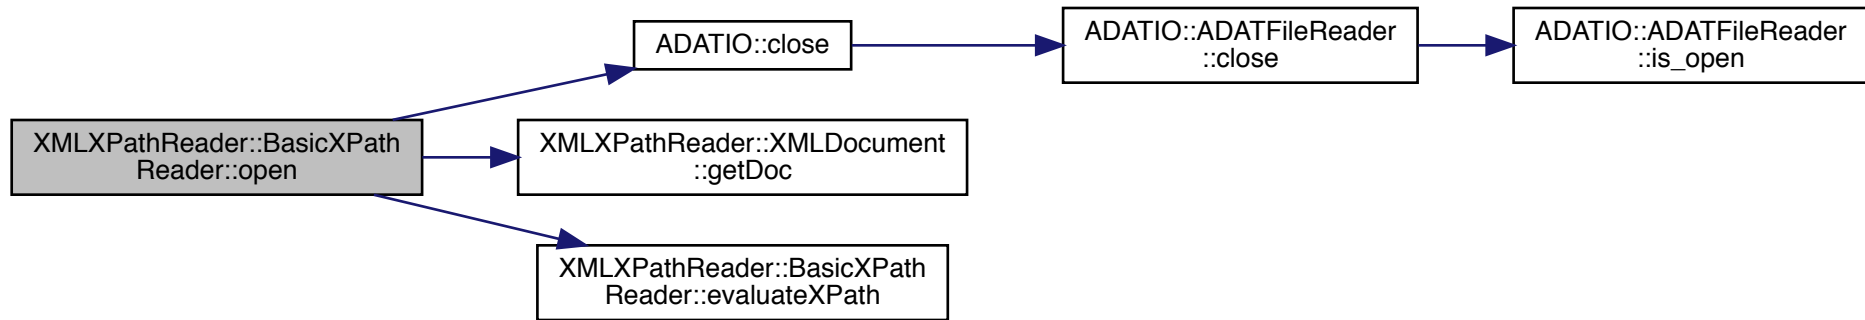 XMLXPathReader::BasicXPath
Reader::open
ADATIO::close
ADATIO::ADATFileReader
::close
ADATIO::ADATFileReader
::is_open
XMLXPathReader::XMLDocument
::getDoc
XMLXPathReader::BasicXPath
Reader::evaluateXPath